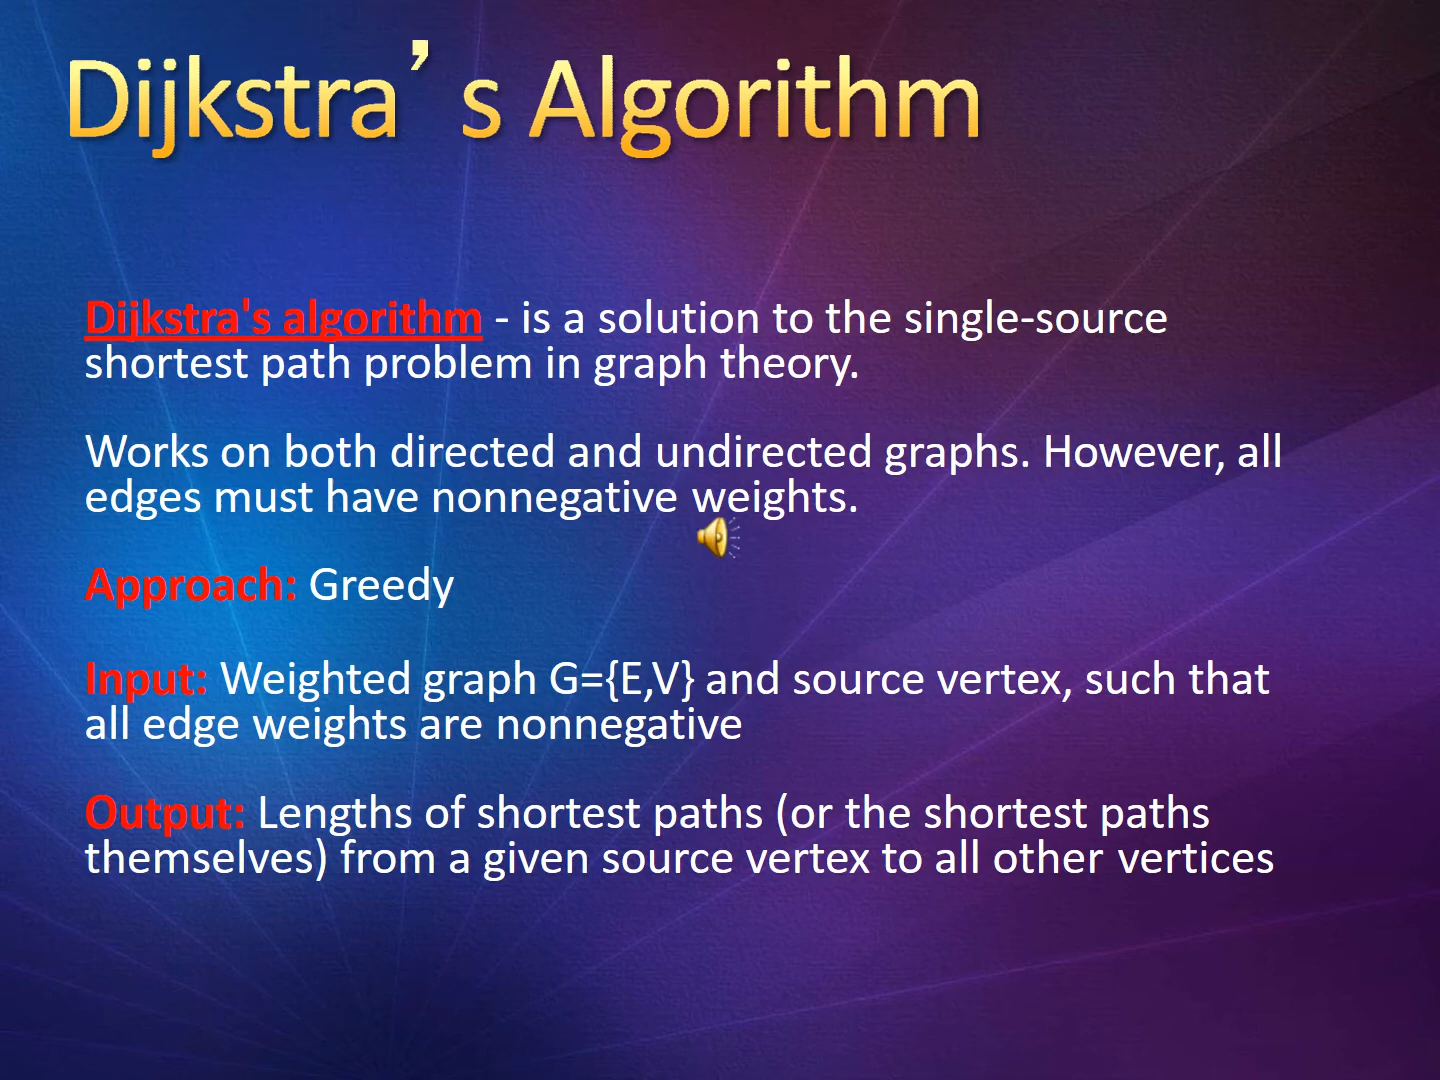 Dijkstra’s Algorithm
Dijkstra's algorithm - is a solution to the single-source
shortest path problem in graph theory.
Works on both directed and undirected graphs. However, all
edges must have nonnegative weights.
Approach: Greedy
Input: Weighted graph G={E,V} and source vertex, such that
all edge weights are nonnegative
Output: Lengths of shortest paths (or the shortest paths
themselves) from a given source vertex to all other vertices